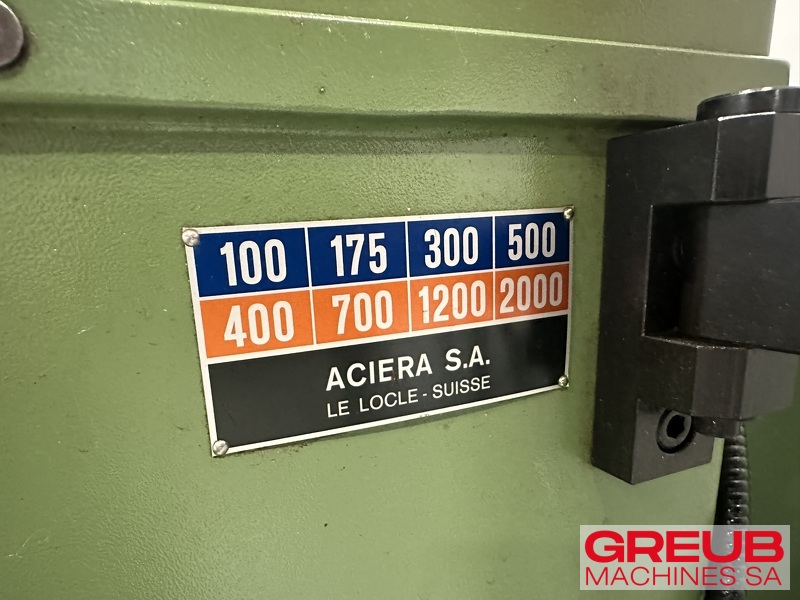 100 175 300 500
400 700 1200 2000
ACIERA S.A.
LE LOCLE - SUISSE
GREUB
MACHINES SA